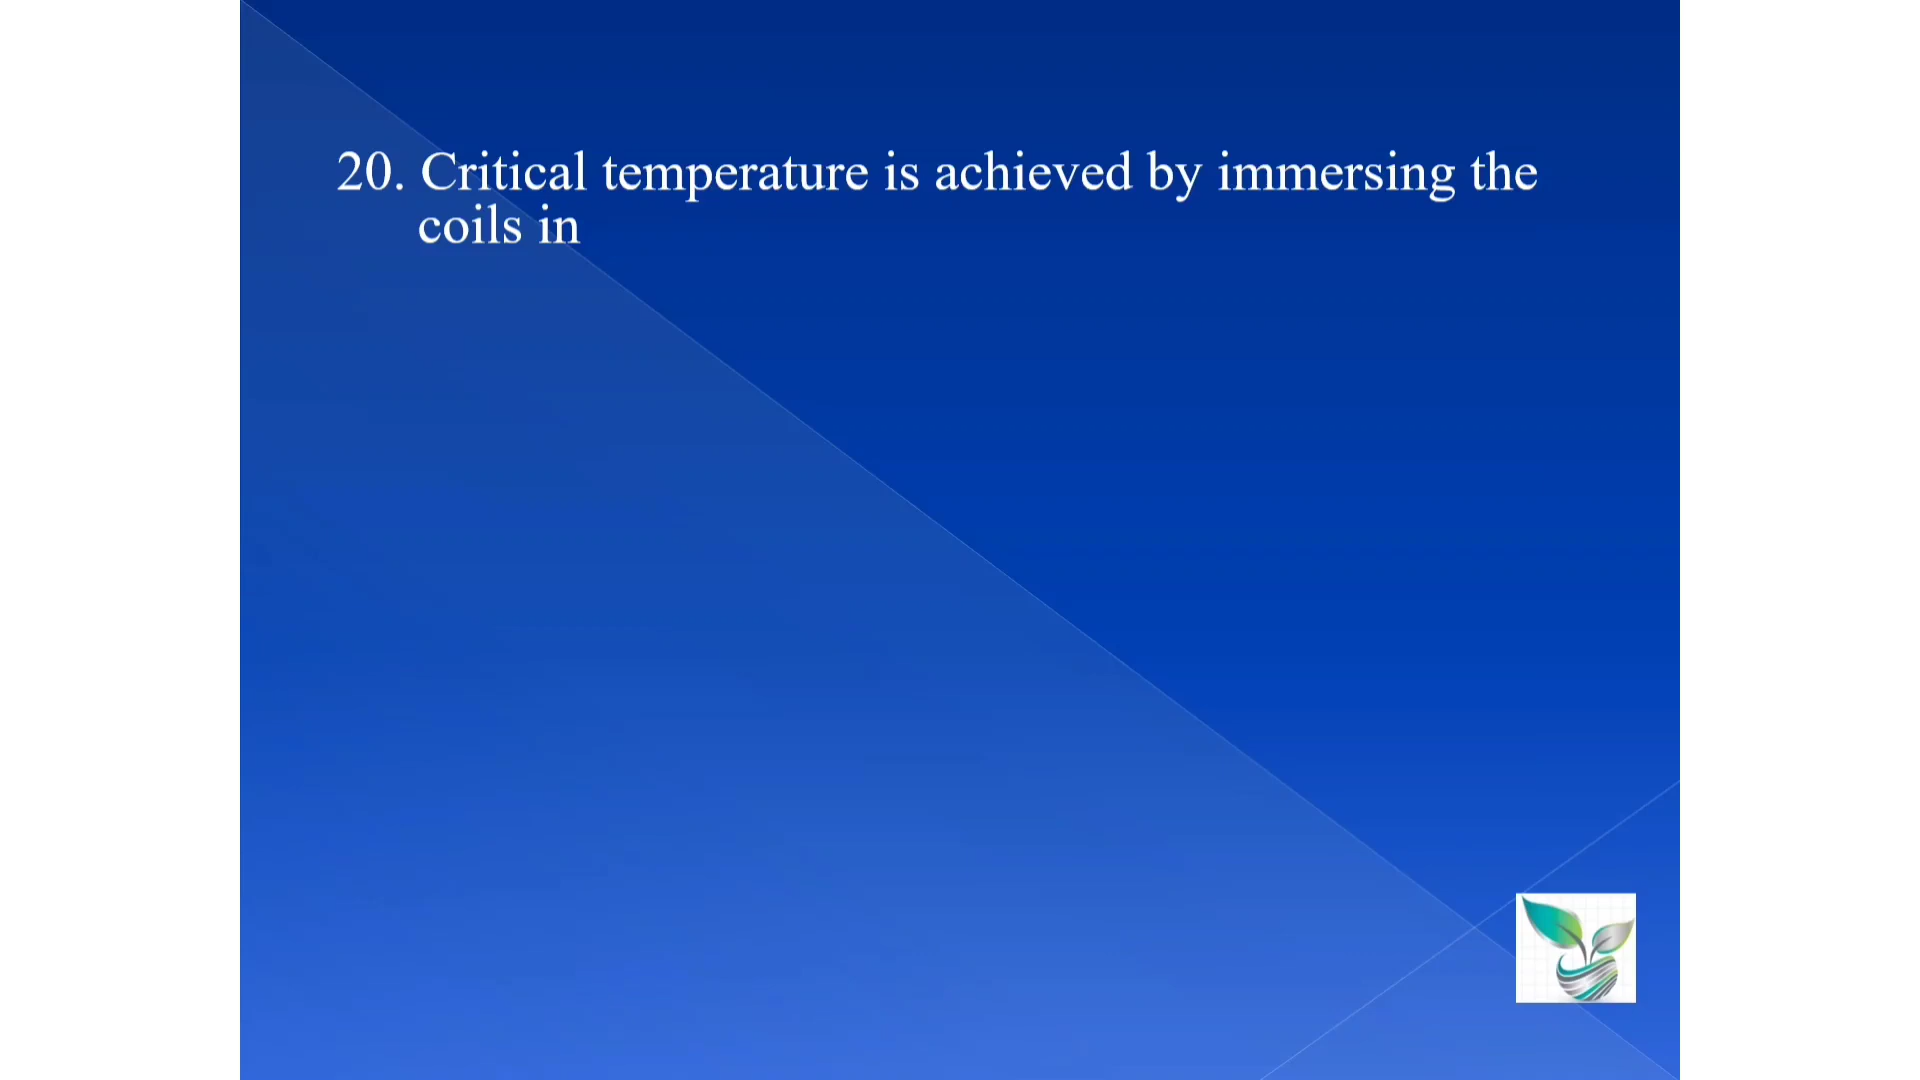 20. Critical temperature is achieved by immersing the
coils in